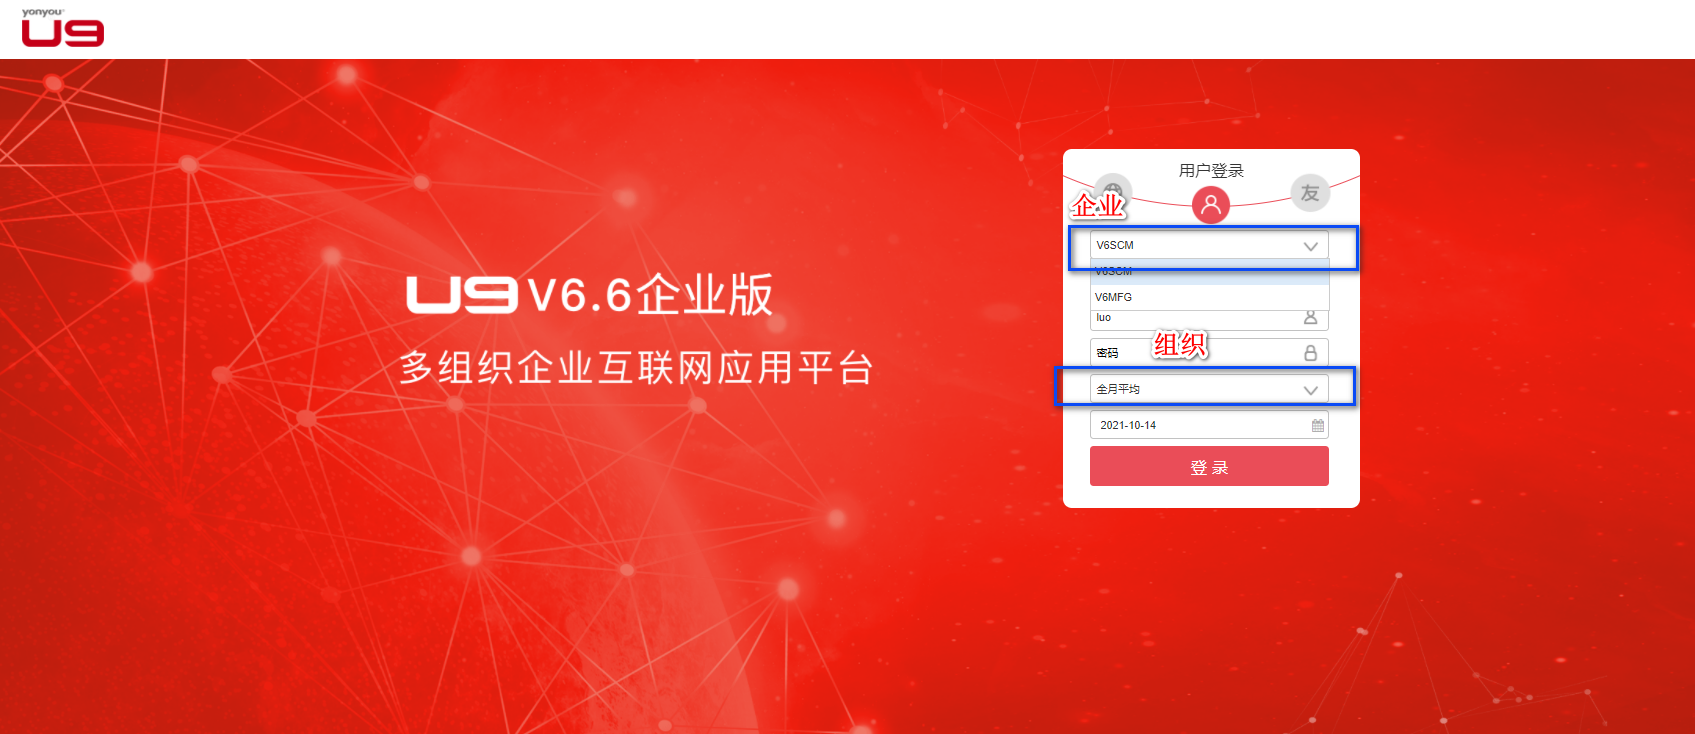 yonyou
U9
用户登录
友
企业
V6SCM
V6SCM
V6MFG
luo
U9 V6.6企业版
密码
组织
多组织企业互联网应用平台
全月平均
2021-10-14
登 录